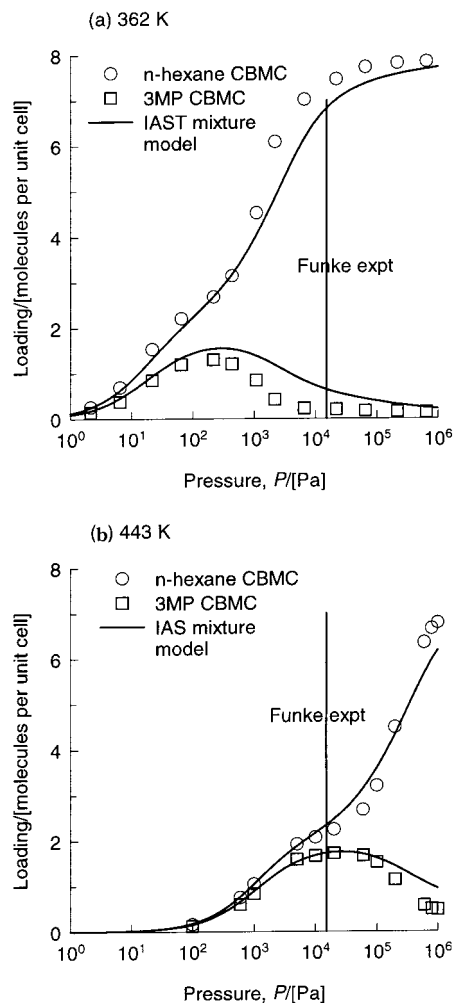 (a) 362 K
8
6
4
2
0
Loading/[molecules per unit cell]
n-hexane CBMC
3MP CBMC
IAST mixture
model
Funke expt
10⁰ 10¹ 10² 10³ 10⁴ 10⁵ 10⁶
Pressure, P/[Pa]
(b) 443 K
8
6
4
2
0
Loading/[molecules per unit cell]
n-hexane CBMC
3MP CBMC
IAS mixture
model
Funke expt
10⁰ 10¹ 10² 10³ 10⁴ 10⁵ 10⁶
Pressure, P/[Pa]